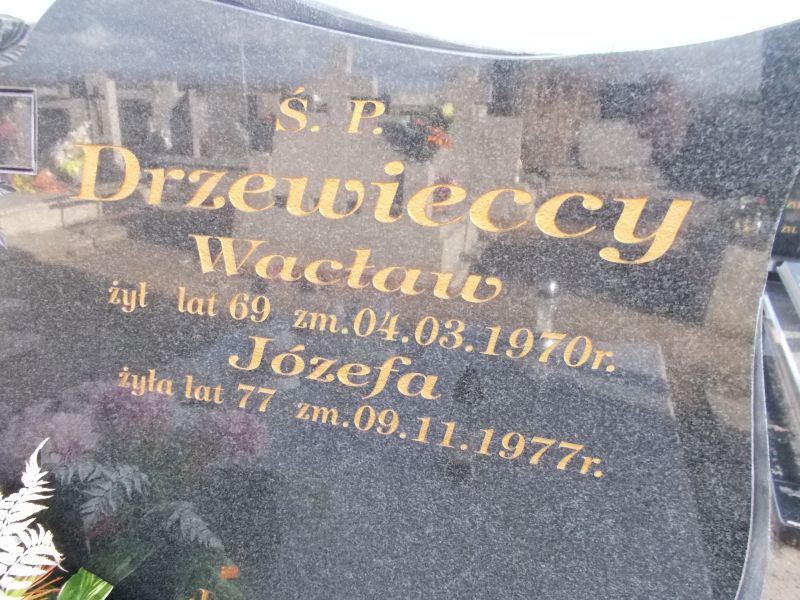 Ś. P.
Drzewieccy
Wacław
żył lat 69 zm.04.03.1970r.
Józefa
żyła lat 77 zm.09.11.1977r.